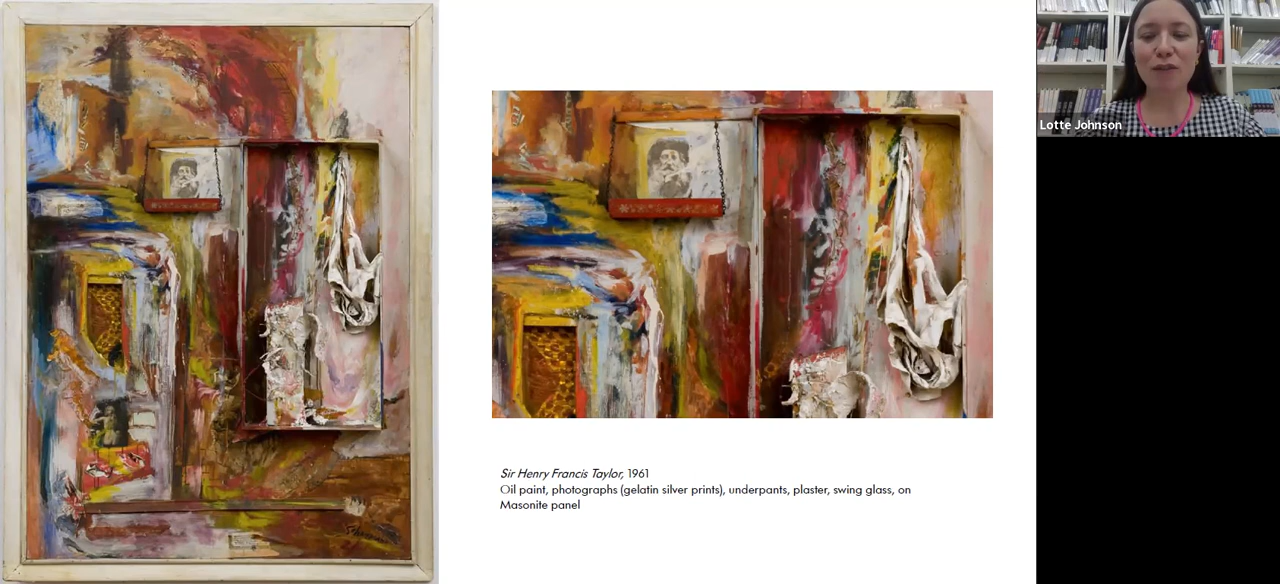 Lotte Johnson
Sir Henry Francis Taylor, 1961
Oil paint, photographs (gelatin silver prints), underpants, plaster, swing glass, on
Masonite panel